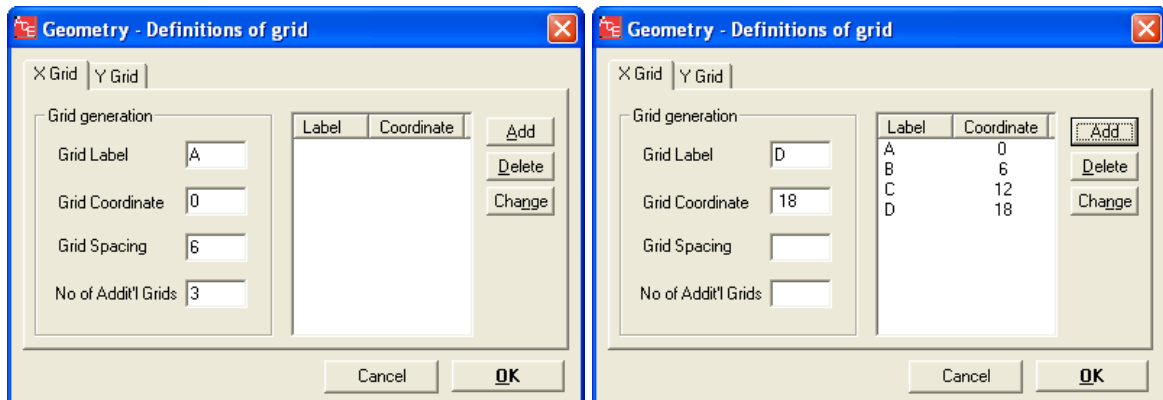 Geometry - Definitions of grid
X Grid Y Grid
Grid generation
Grid Label A
Grid Coordinate 0
Grid Spacing 6
No of Addit'l Grids 3
Label Coordinate
Add
Delete
Change
Cancel OK
Geometry - Definitions of grid
X Grid Y Grid
Grid generation
Grid Label D
Grid Coordinate 18
Grid Spacing
No of Addit'l Grids
Label Coordinate
A 0
B 6
C 12
D 18
Add
Delete
Change
Cancel OK